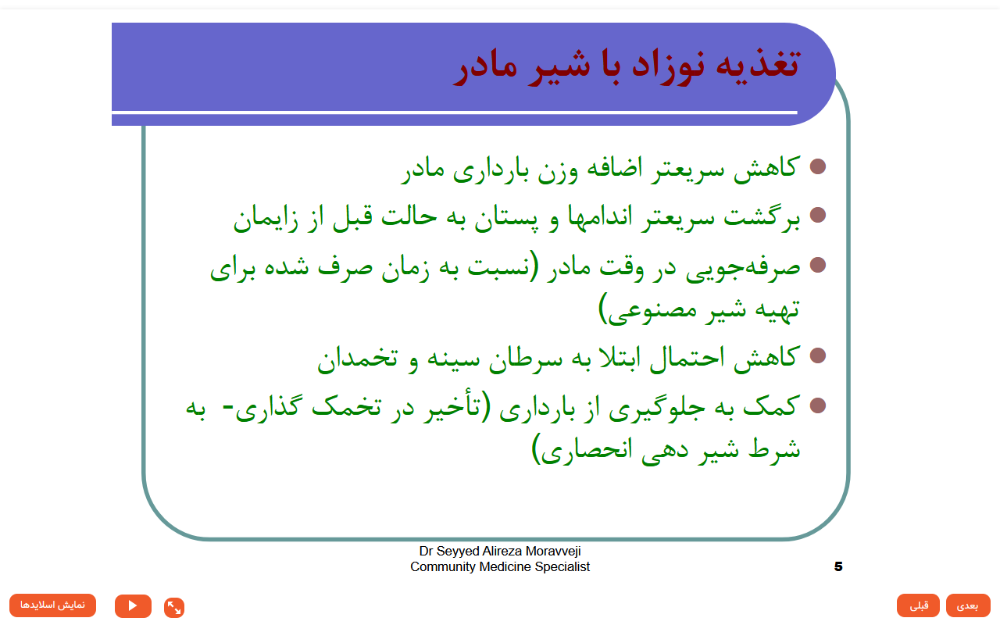 تغذیه نوزاد با شیر مادر
کاهش سریعتر اضافه وزن بارداری مادر
برگشت سریعتر اندامها و پستان به حالت قبل از زایمان
صرفه‌جویی در وقت مادر (نسبت به زمان صرف شده برای
تهیه شیر مصنوعی)
کاهش احتمال ابتلا به سرطان سینه و تخمدان
کمک به جلوگیری از بارداری (تأخیر در تخمک گذاری- به
شرط شیر دهی انحصاری)
Dr Seyyed Alireza Moravveji
Community Medicine Specialist
5
بعدی
قبلی
نمایش اسلایدها